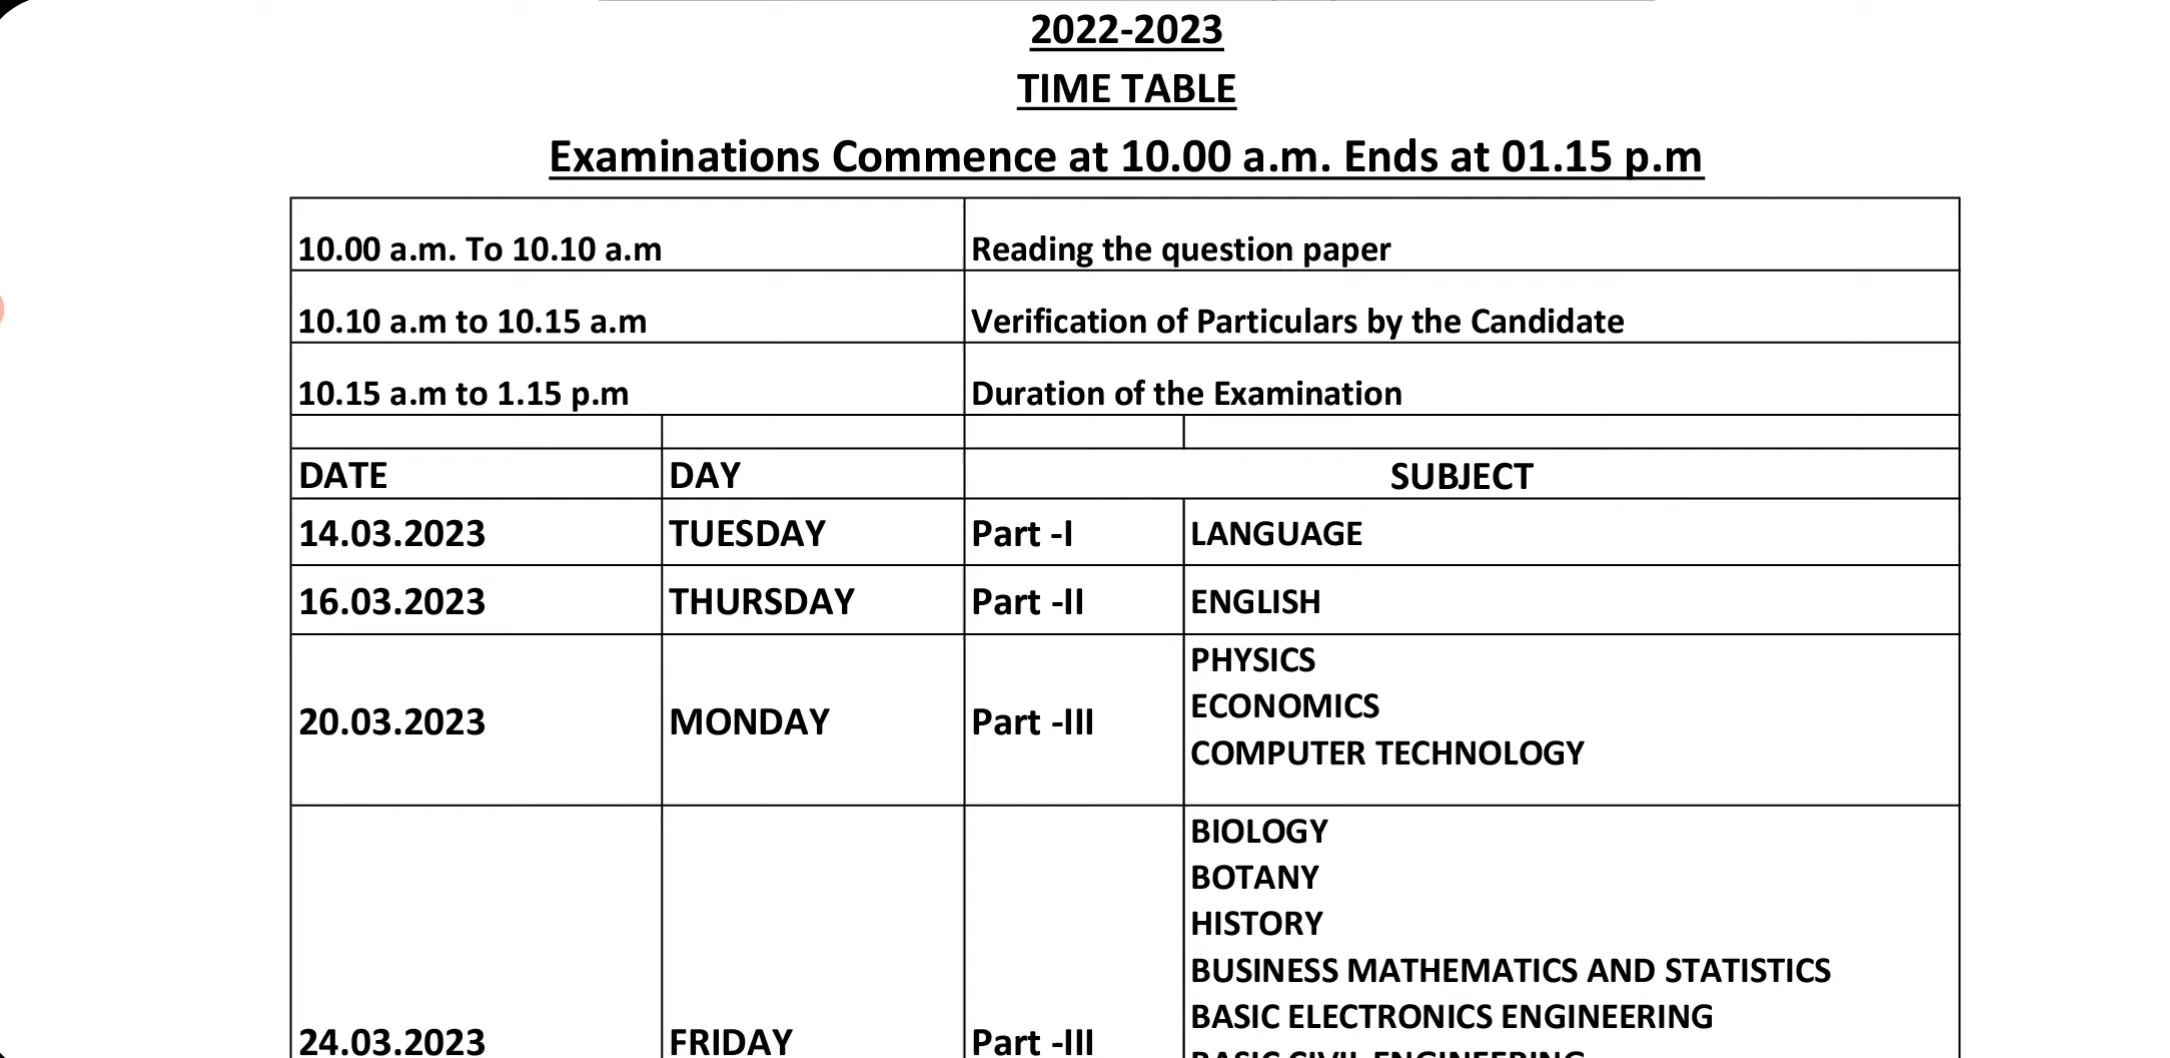 2022-2023
TIME TABLE
Examinations Commence at 10.00 a.m. Ends at 01.15 p.m
10.00 a.m. To 10.10 a.m Reading the question paper
10.10 a.m to 10.15 a.m Verification of Particulars by the Candidate
10.15 a.m to 1.15 p.m Duration of the Examination
DATE DAY SUBJECT
14.03.2023 TUESDAY Part -I LANGUAGE
16.03.2023 THURSDAY Part -II ENGLISH
PHYSICS
ECONOMICS
20.03.2023 MONDAY Part -III
COMPUTER TECHNOLOGY
BIOLOGY
BOTANY
HISTORY
BUSINESS MATHEMATICS AND STATISTICS
BASIC ELECTRONICS ENGINEERING
24.03.2023 FRIDAY Part -III
BASIC CIVIL ENGINEERING